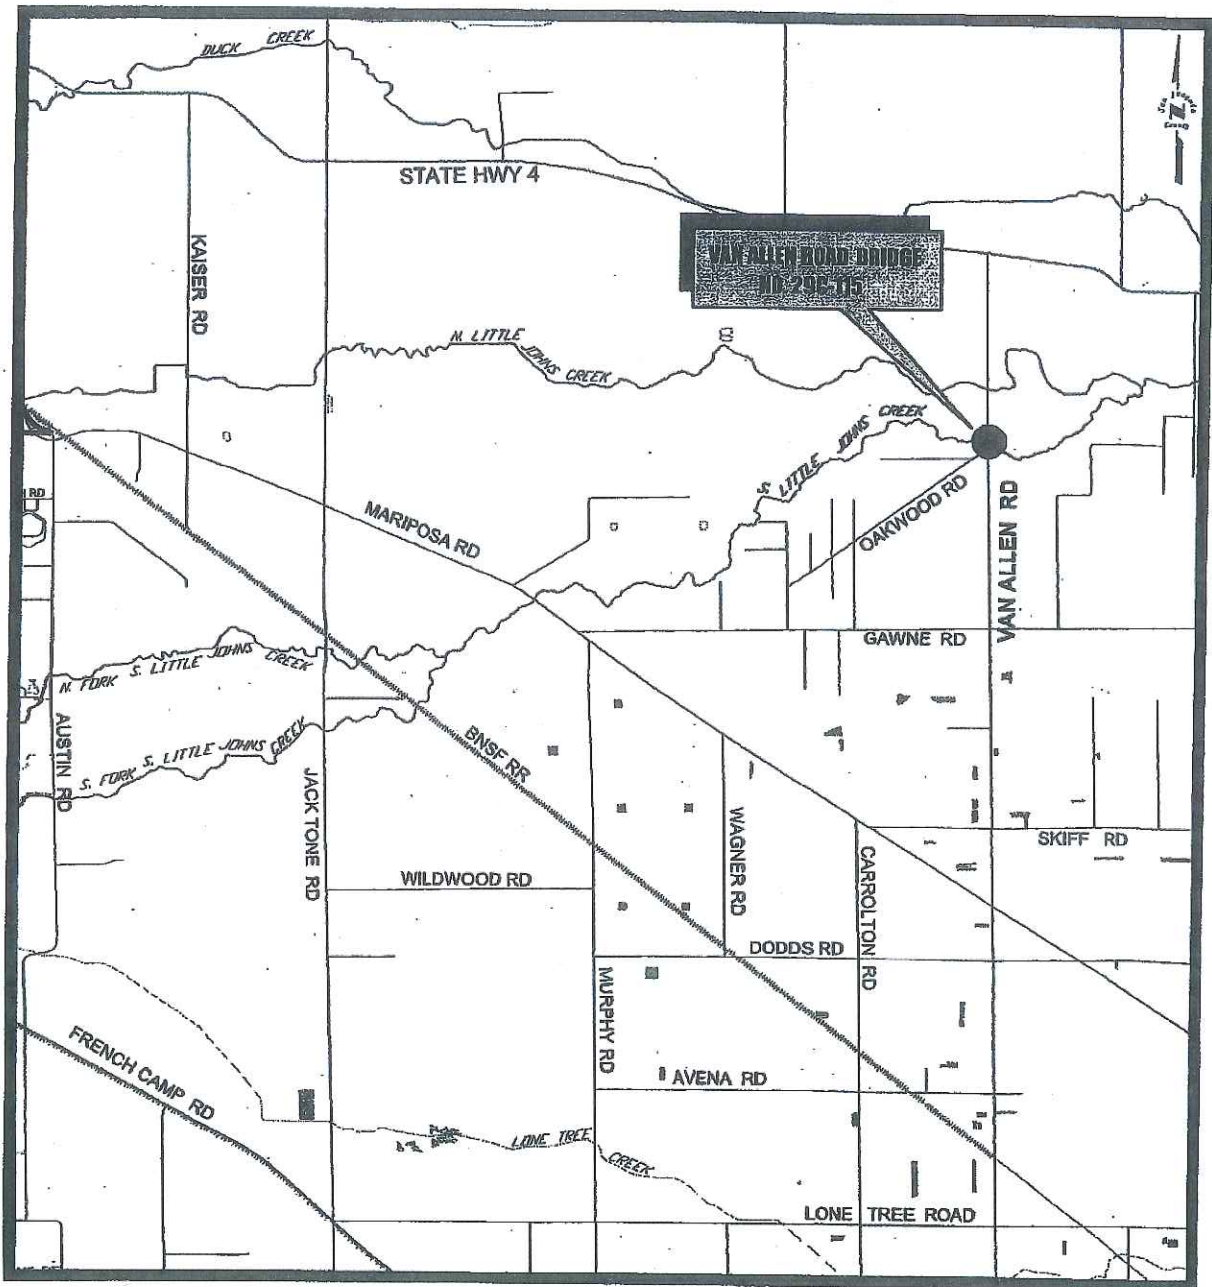 DUCK CREEK
STATE HWY 4
KAISER RD
VAN ALLEN ROAD BRIDGE
NO. 29C-115
N. LITTLE JOHNS CREEK
S. LITTLE JOHNS CREEK
OAKWOOD RD
VAN ALLEN RD
MARIPOSA RD
GAWNE RD
N. FORK S. LITTLE JOHNS CREEK
S. FORK S. LITTLE JOHNS CREEK
AUSTIN RD
BNSF RR
JACK TONE RD
WAGNER RD
SKIFF RD
CARROLTON RD
WILDWOOD RD
DODDS RD
MURPHY RD
FRENCH CAMP RD
AVENA RD
LONE TREE CREEK
LONE TREE ROAD